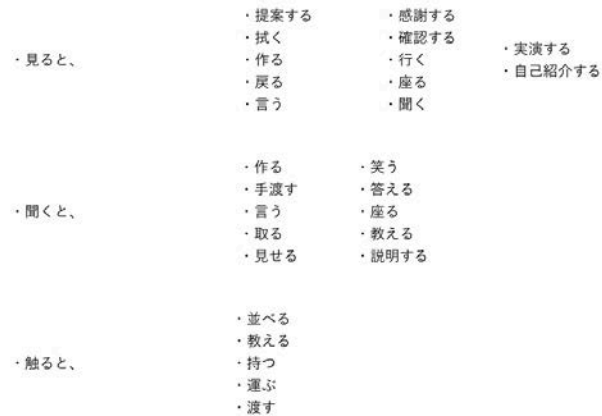 ・見ると、
・提案する
・拭く
・作る
・戻る
・言う
・感謝する
・確認する
・行く
・座る
・聞く
・実演する
・自己紹介する
・聞くと、
・作る
・手渡す
・言う
・取る
・見せる
・笑う
・答える
・座る
・教える
・説明する
・触ると、
・並べる
・教える
・持つ
・運ぶ
・渡す